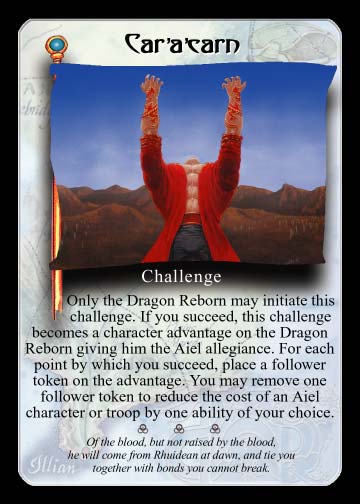 Car'a'carn
Challenge
Only the Dragon Reborn may initiate this
challenge. If you succeed, this challenge
becomes a character advantage on the Dragon
Reborn giving him the Aiel allegiance. For each
point by which you succeed, place a follower
token on the advantage. You may remove one
follower token to reduce the cost of an Aiel
character or troop by one ability of your choice.
Of the blood, but not raised by the blood,
he will come from Rhuidean at dawn, and tie you
together with bonds you cannot break.
Illian